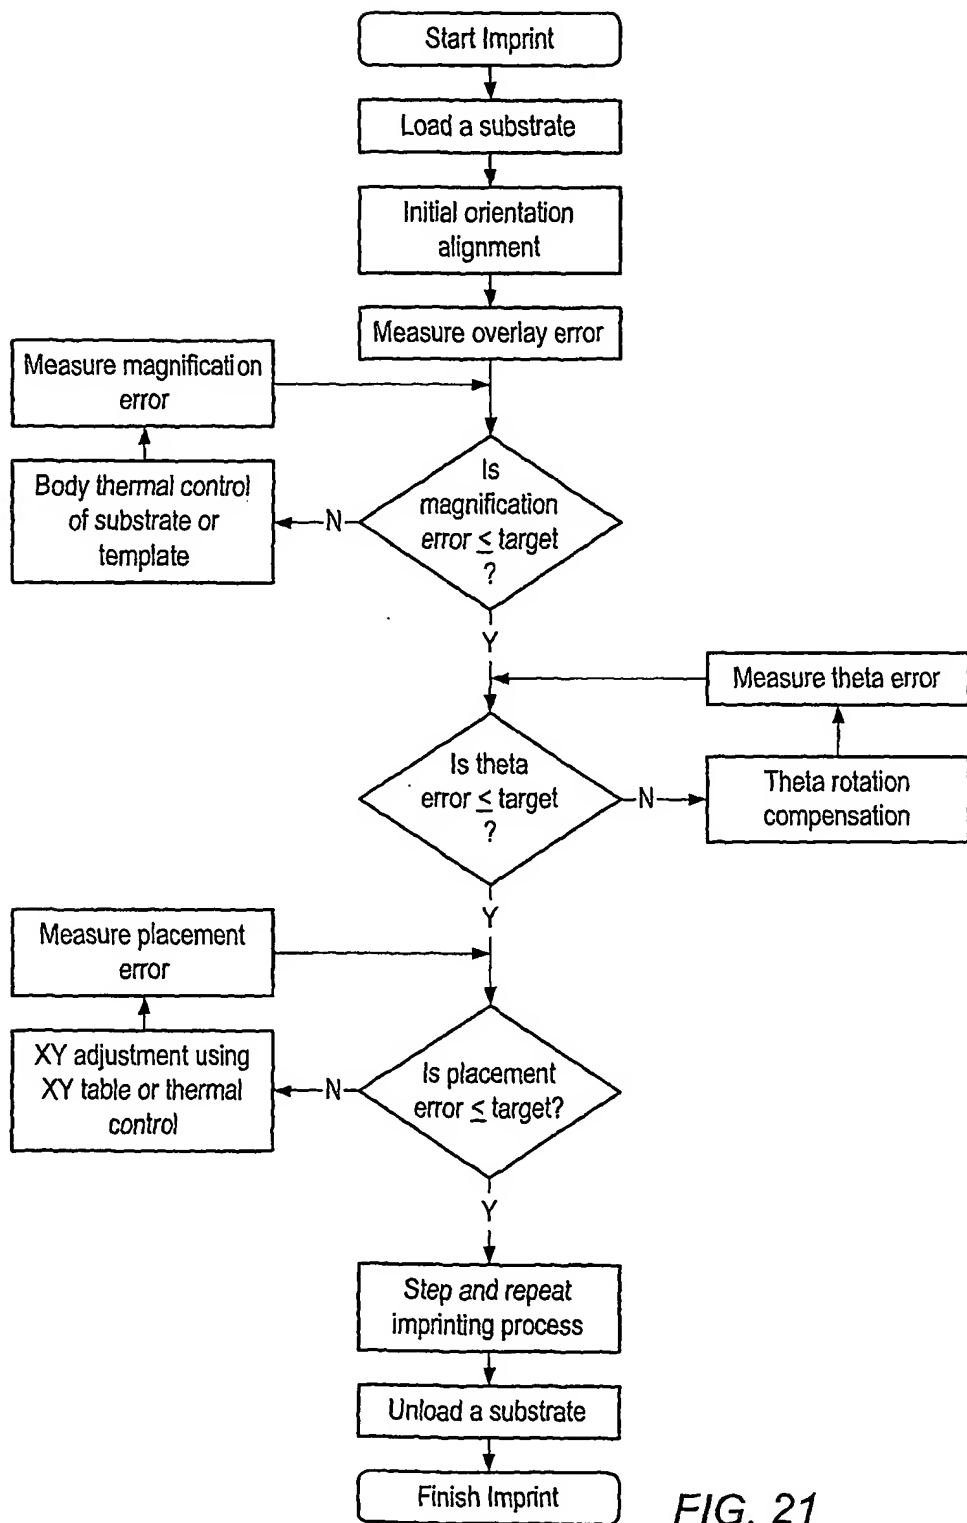 Start Imprint
Load a substrate
Initial orientation
alignment
Measure overlay error
Measure magnification
error
Body thermal control
of substrate or
template
N
Is
magnification
error ≤ target
?
Y
Measure theta error
Is theta
error ≤ target
?
N
Theta rotation
compensation
Y
Measure placement
error
XY adjustment using
XY table or thermal
control
N
Is placement
error ≤ target?
Y
Step and repeat
imprinting process
Unload a substrate
Finish Imprint
FIG. 21